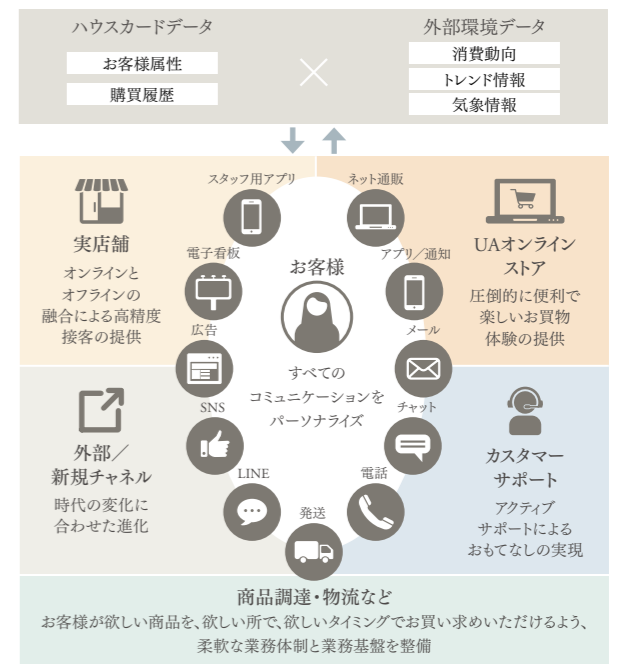 ハウスカードデータ
お客様属性
購買履歴
外部環境データ
消費動向
トレンド情報
気象情報
実店舗
オンラインと
オフラインの
融合による高精度
接客の提供
スタッフ用アプリ
電子看板
広告
SNS
LINE
発送
お客様
すべての
コミュニケーションを
パーソナライズ
ネット通販
アプリ／通知
メール
チャット
電話
UAオンライン
ストア
圧倒的に便利で
楽しいお買物
体験の提供
外部／
新規チャネル
時代の変化に
合わせた進化
カスタマー
サポート
アクティブ
サポートによる
おもてなしの実現
商品調達・物流など
お客様が欲しい商品を、欲しい所で、欲しいタイミングでお買い求めいただけるよう、
柔軟な業務体制と業務基盤を整備